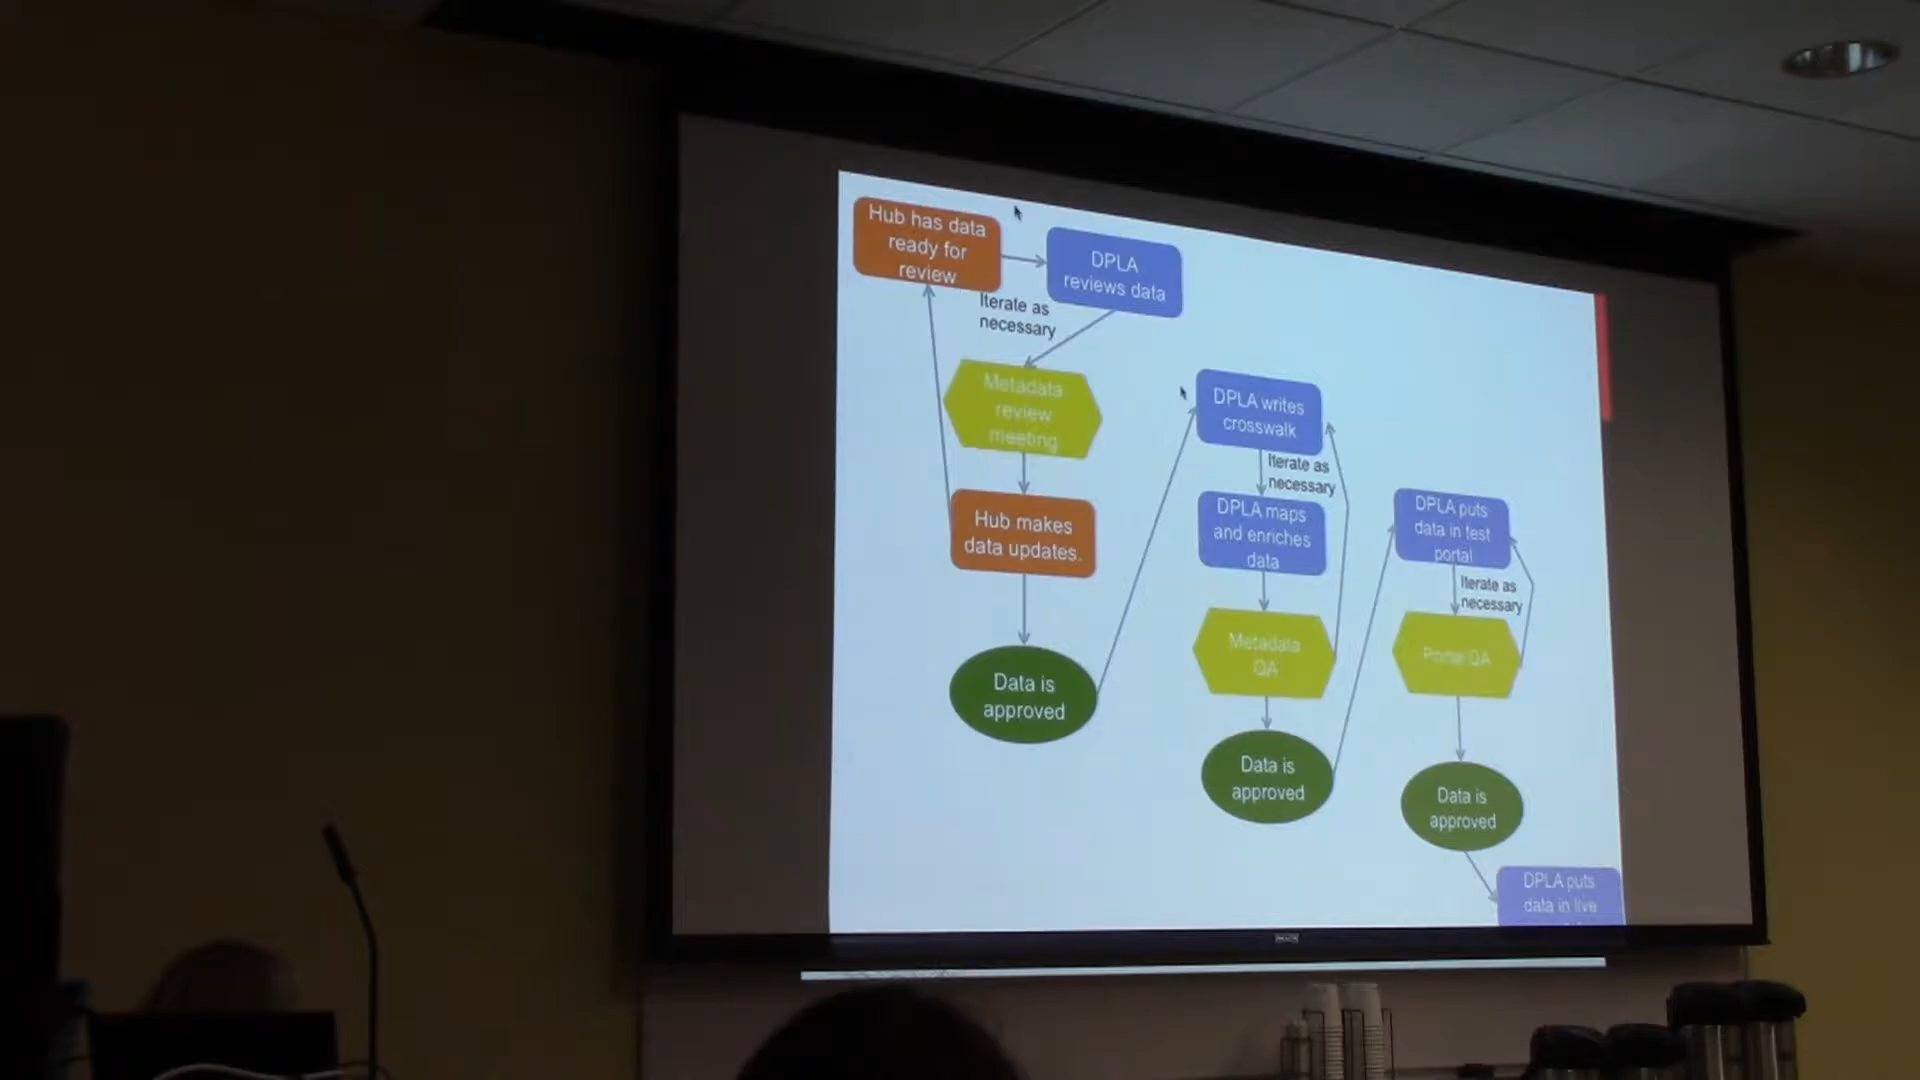 Hub has data
ready for
review
DPLA
reviews data
Iterate as
necessary
Metadata
review
meeting
Hub makes
data updates.
Data is
approved
DPLA writes
crosswalk
Iterate as
necessary
DPLA maps
and enriches
data
Metadata
QA
Data is
approved
DPLA puts
data in test
portal
Iterate as
necessary
Portal QA
Data is
approved
DPLA puts
data in live